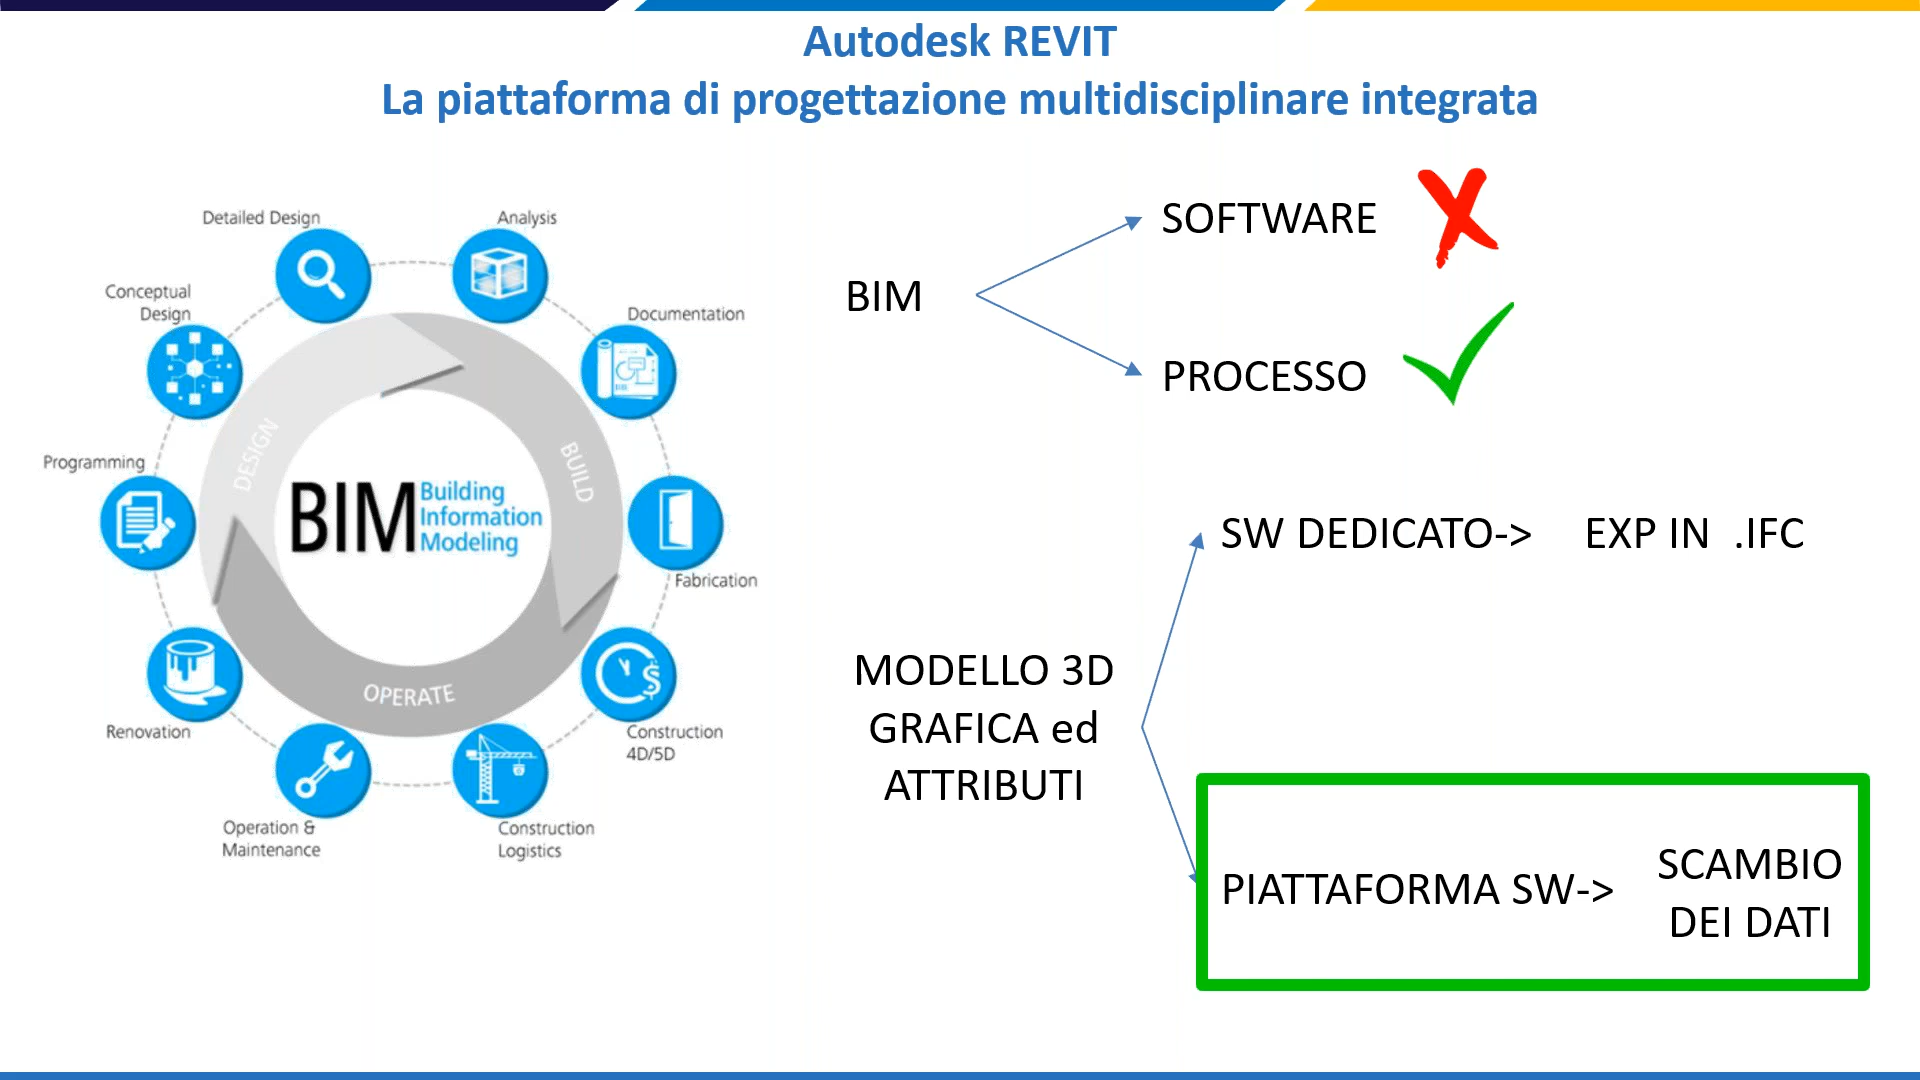 Autodesk REVIT
La piattaforma di progettazione multidisciplinare integrata
Detailed Design
Analysis
Conceptual
Design
Documentation
Programming
DESIGN
BUILD
BIM
Building
Information
Modeling
Fabrication
OPERATE
Renovation
Construction
4D/5D
Operation &
Maintenance
Construction
Logistics
BIM
SOFTWARE
PROCESSO
MODELLO 3D
GRAFICA ed
ATTRIBUTI
SW DEDICATO-> EXP IN .IFC
PIATTAFORMA SW->
SCAMBIO
DEI DATI